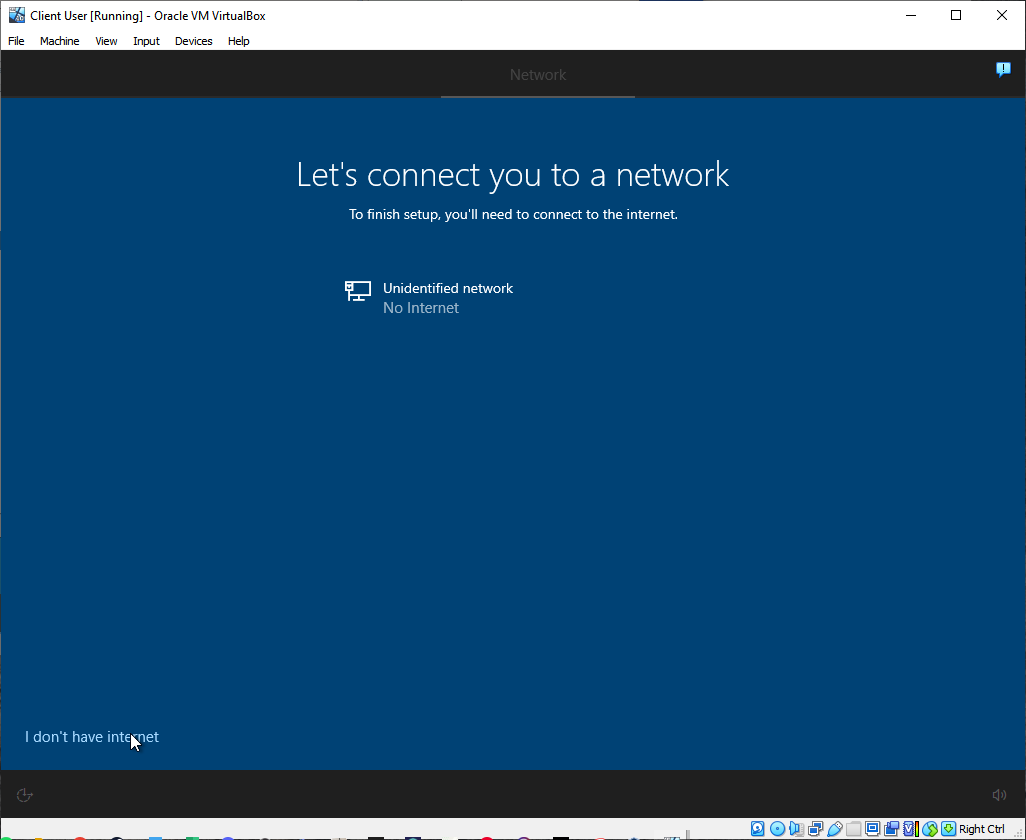 Client User [Running] - Oracle VM VirtualBox
File Machine View Input Devices Help
Network
Let's connect you to a network
To finish setup, you'll need to connect to the internet.
Unidentified network
No Internet
I don't have internet
Right Ctrl